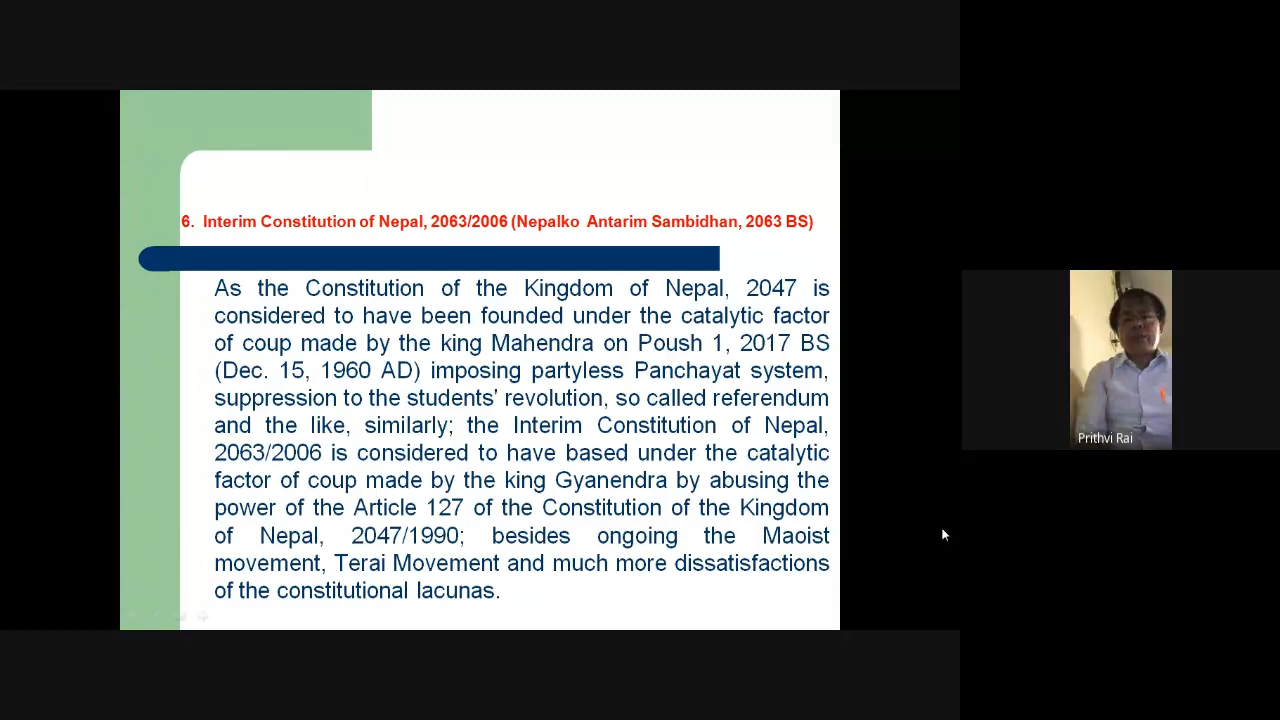 6. Interim Constitution of Nepal, 2063/2006 (Nepalko Antarim Sambidhan, 2063 BS)
As the Constitution of the Kingdom of Nepal, 2047 is
considered to have been founded under the catalytic factor
of coup made by the king Mahendra on Poush 1, 2017 BS
(Dec. 15, 1960 AD) imposing partyless Panchayat system,
suppression to the students' revolution, so called referendum
and the like, similarly; the Interim Constitution of Nepal,
2063/2006 is considered to have based under the catalytic
factor of coup made by the king Gyanendra by abusing the
power of the Article 127 of the Constitution of the Kingdom
of Nepal, 2047/1990; besides ongoing the Maoist
movement, Terai Movement and much more dissatisfactions
of the constitutional lacunas.
Prithvi Rai